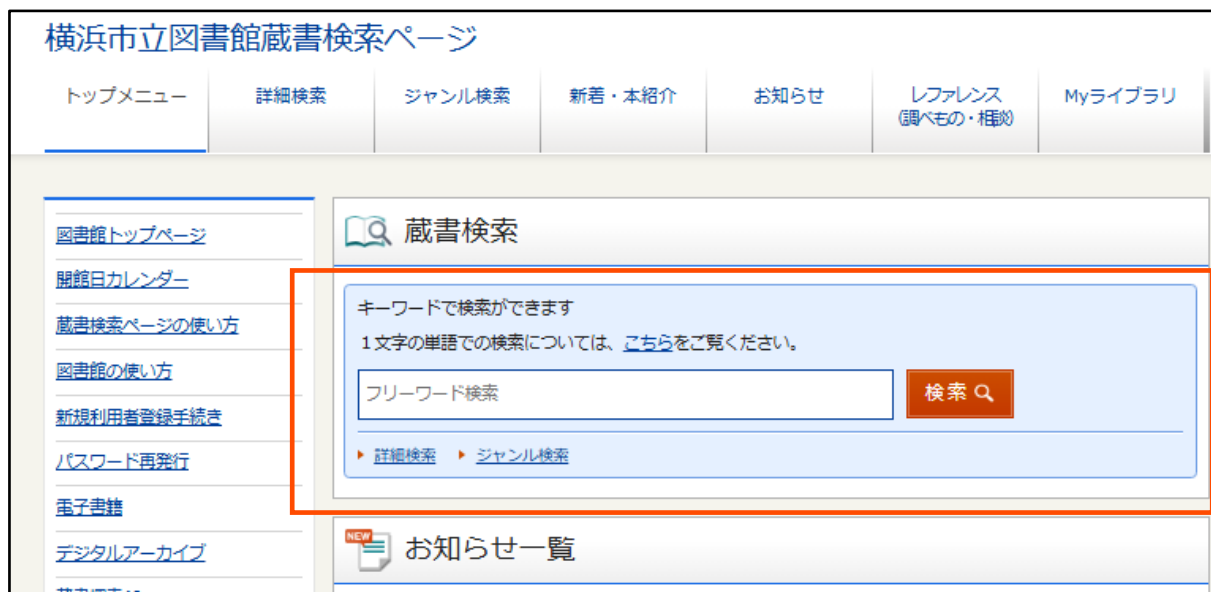 横浜市立図書館蔵書検索ページ
トップメニュー
詳細検索
ジャンル検索
新着・本紹介
お知らせ
レファレンス
(調べもの・相談)
Myライブラリ
図書館トップページ
開館日カレンダー
蔵書検索ページの使い方
図書館の使い方
新規利用者登録手続き
パスワード再発行
電子書籍
デジタルアーカイブ
蔵書検索
キーワードで検索ができます
1文字の単語での検索については、こちらをご覧ください。
フリーワード検索
検索
詳細検索 ジャンル検索
NEW
お知らせ一覧